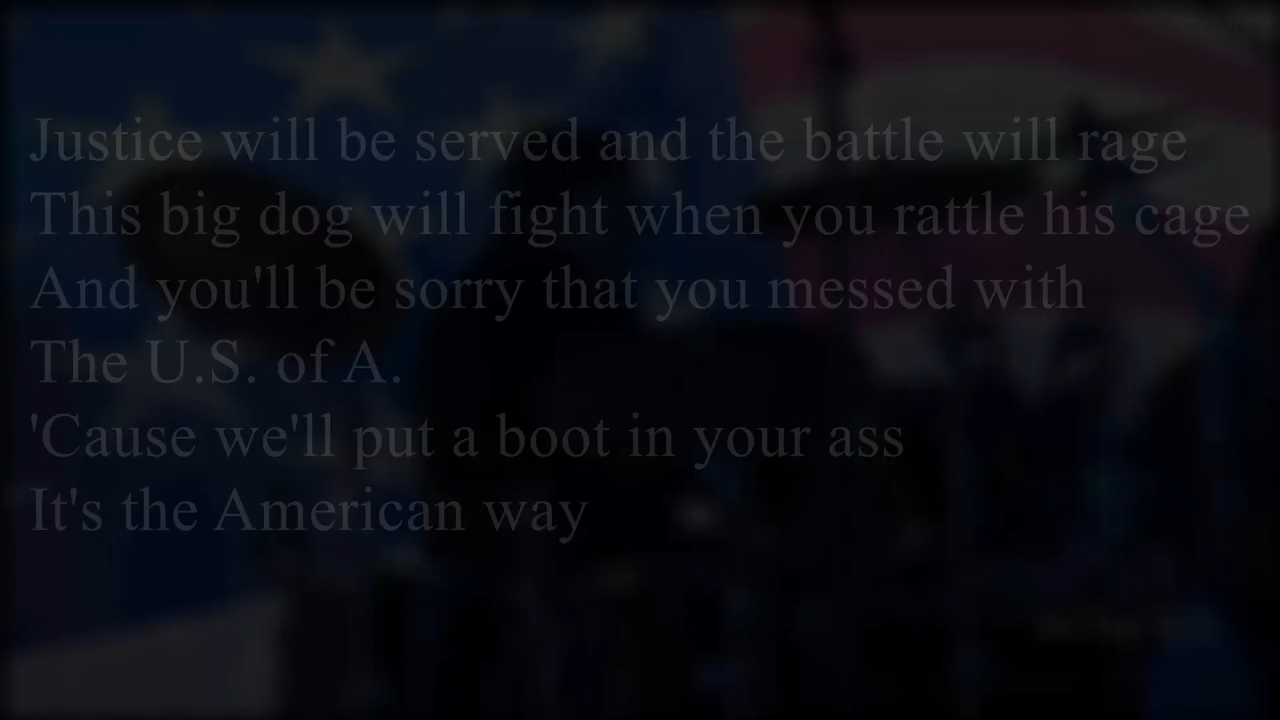 Justice will be served and the battle will rage
This big dog will fight when you rattle his cage
And you'll be sorry that you messed with
The U.S. of A.
'Cause we'll put a boot in your ass
It's the American way